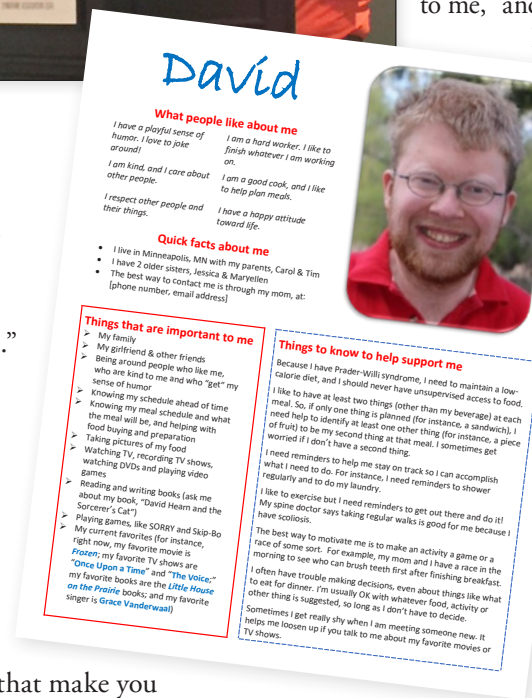 to me," and
David
What people like about me
I have a playful sense of
humor. I love to joke
around!
I am kind, and I care about
other people.
I respect other people and
their things.
I am a hard worker. I like to
finish whatever I am working
on.
I am a good cook, and I like
to help plan meals.
I have a happy attitude
toward life.
Quick facts about me
• I live in Minneapolis, MN with my parents, Carol & Tim
• I have 2 older sisters, Jessica & Maryellen
• The best way to contact me is through my mom, at:
[phone number, email address]
.”
Things that are important to me
➢ My family
➢ My girlfriend & other friends
➢ Being around people who like me,
who are kind to me and who "get" my
sense of humor
➢ Knowing my schedule ahead of time
➢ Knowing my meal schedule and what
the meal will be, and helping with
food buying and preparation
➢ Taking pictures of my food
➢ Watching TV, recording TV shows,
watching DVDs and playing video
games
➢ Reading and writing books (ask me
about my book, "David Hearn and the
Sorcerer's Cat")
➢ Playing games, like SORRY and Skip-Bo
➢ My current favorites (for instance,
right now, my favorite movie is
Frozen; my favorite TV shows are
"Once Upon a Time" and "The Voice;"
my favorite books are the Little House
on the Prairie books; and my favorite
singer is Grace Vanderwaal)
Things to know to help support me
Because I have Prader-Willi syndrome, I need to maintain a low-
calorie diet, and I should never have unsupervised access to food.
I like to have at least two things (other than my beverage) at each
meal. So, if only one thing is planned (for instance, a sandwich), I
need help to identify at least one other thing (for instance, a piece
of fruit) to be my second thing at that meal. I sometimes get
worried if I don't have a second thing.
I need reminders to help me stay on track so I can accomplish
what I need to do. For instance, I need reminders to shower
regularly and to do my laundry.
I like to exercise but I need reminders to get out there and do it!
My spine doctor says taking regular walks is good for me because I
have scoliosis.
The best way to motivate me is to make an activity a game or a
race of some sort. For example, my mom and I have a race in the
morning to see who can brush teeth first after finishing breakfast.
I often have trouble making decisions, even about things like what
to eat for dinner. I'm usually OK with whatever food, activity or
other thing is suggested, so long as I don't have to decide.
Sometimes I get really shy when I am meeting someone new. It
helps me loosen up if you talk to me about my favorite movies or
TV shows.
that make you